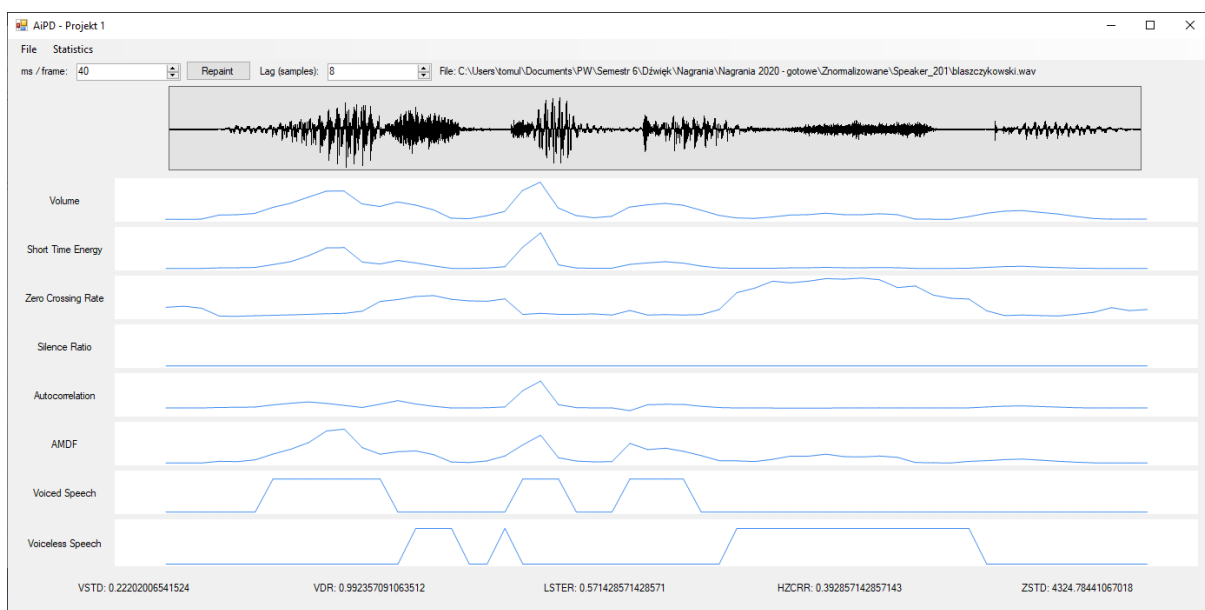 AiPD - Projekt 1
File Statistics
ms / frame: 40 Repaint Lag (samples): 8 File: C:\Users\tomul\Documents\PW\Semestr 6\Dźwięk\Nagrania\Nagrania 2020 - gotowe\Znormalizowane\Speaker_201\blaszczykowski.wav
Volume
Short Time Energy
Zero Crossing Rate
Silence Ratio
Autocorrelation
AMDF
Voiced Speech
Voiceless Speech
VSTD: 0.22202006541524 VDR: 0.992357091063512 LSTER: 0.571428571428571 HZCRR: 0.392857142857143 ZSTD: 4324.78441067018